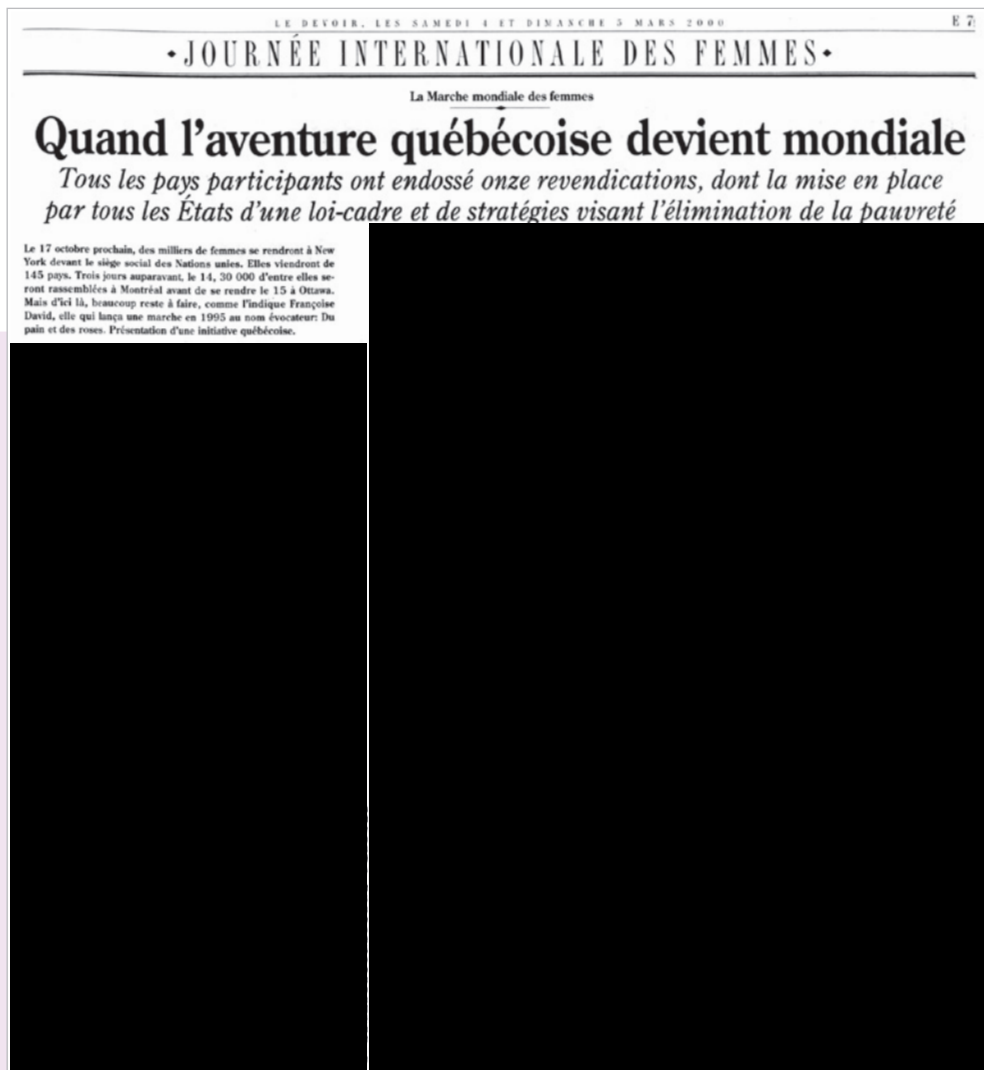 LE DEVOIR, LES SAMEDI 4 ET DIMANCHE 5 MARS 2000
E 7
•JOURNÉE INTERNATIONALE DES FEMMES•
La Marche mondiale des femmes
Quand l'aventure québécoise devient mondiale
Tous les pays participants ont endossé onze revendications, dont la mise en place
par tous les États d'une loi-cadre et de stratégies visant l'élimination de la pauvreté
Le 17 octobre prochain, des milliers de femmes se rendront à New
York devant le siège social des Nations unies. Elles viendront de
145 pays. Trois jours auparavant, le 14, 30 000 d'entre elles se-
ront rassemblées à Montréal avant de se rendre le 15 à Ottawa.
Mais d'ici là, beaucoup reste à faire, comme l'indique Françoise
David, elle qui lança une marche en 1995 au nom évocateur: Du
pain et des roses. Présentation d'une initiative québécoise.